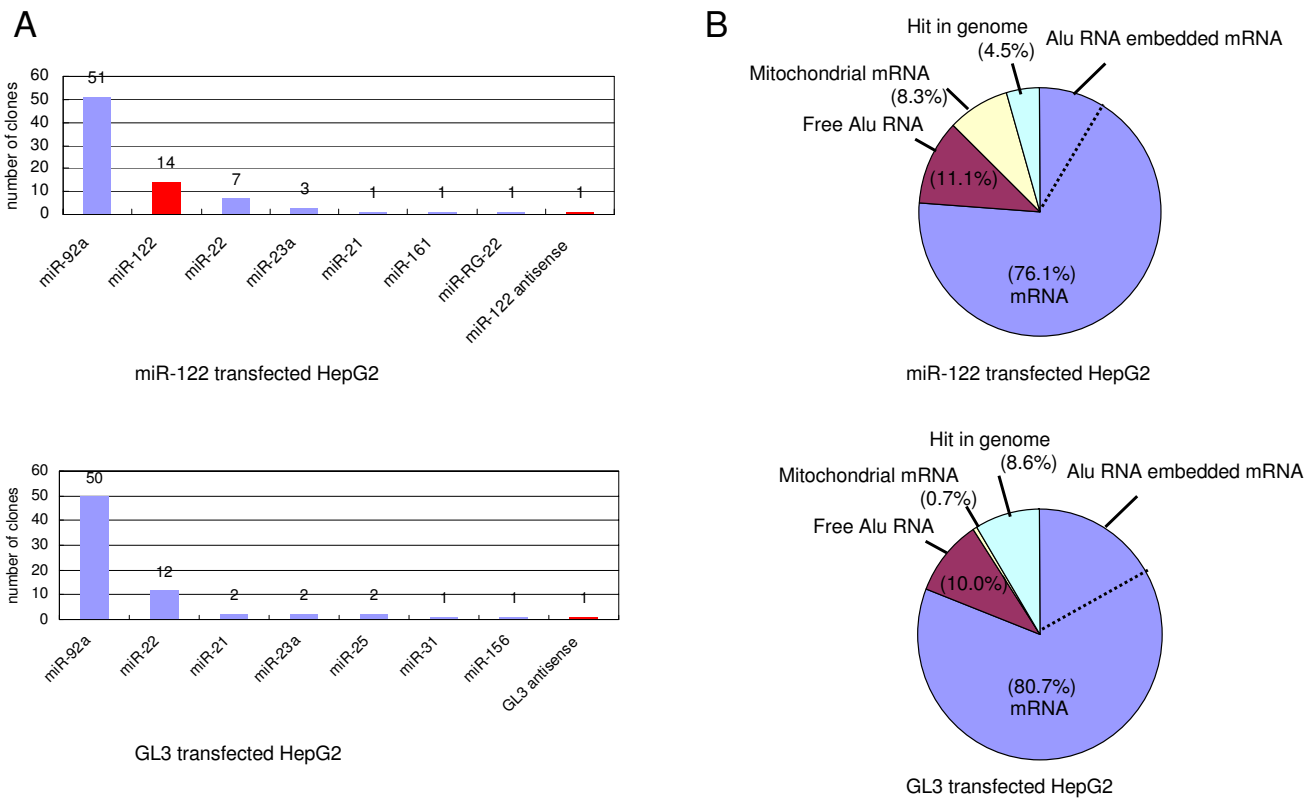 A
60
50
40
30
20
10
0
number of clones
51
14
7
3
1
1
1
1
miR-92a
miR-122
miR-22
miR-23a
miR-21
miR-161
miR-RG-22
miR-122 antisense
miR-122 transfected HepG2
60
50
40
30
20
10
0
number of clones
50
12
2
2
2
1
1
1
miR-92a
miR-22
miR-21
miR-23a
miR-25
miR-31
miR-156
GL3 antisense
GL3 transfected HepG2
B
Hit in genome
(4.5%)
Alu RNA embedded mRNA
Mitochondrial mRNA
(8.3%)
Free Alu RNA
(11.1%)
(76.1%)
mRNA
miR-122 transfected HepG2
Hit in genome
(8.6%)
Alu RNA embedded mRNA
Mitochondrial mRNA
(0.7%)
Free Alu RNA
(10.0%)
(80.7%)
mRNA
GL3 transfected HepG2